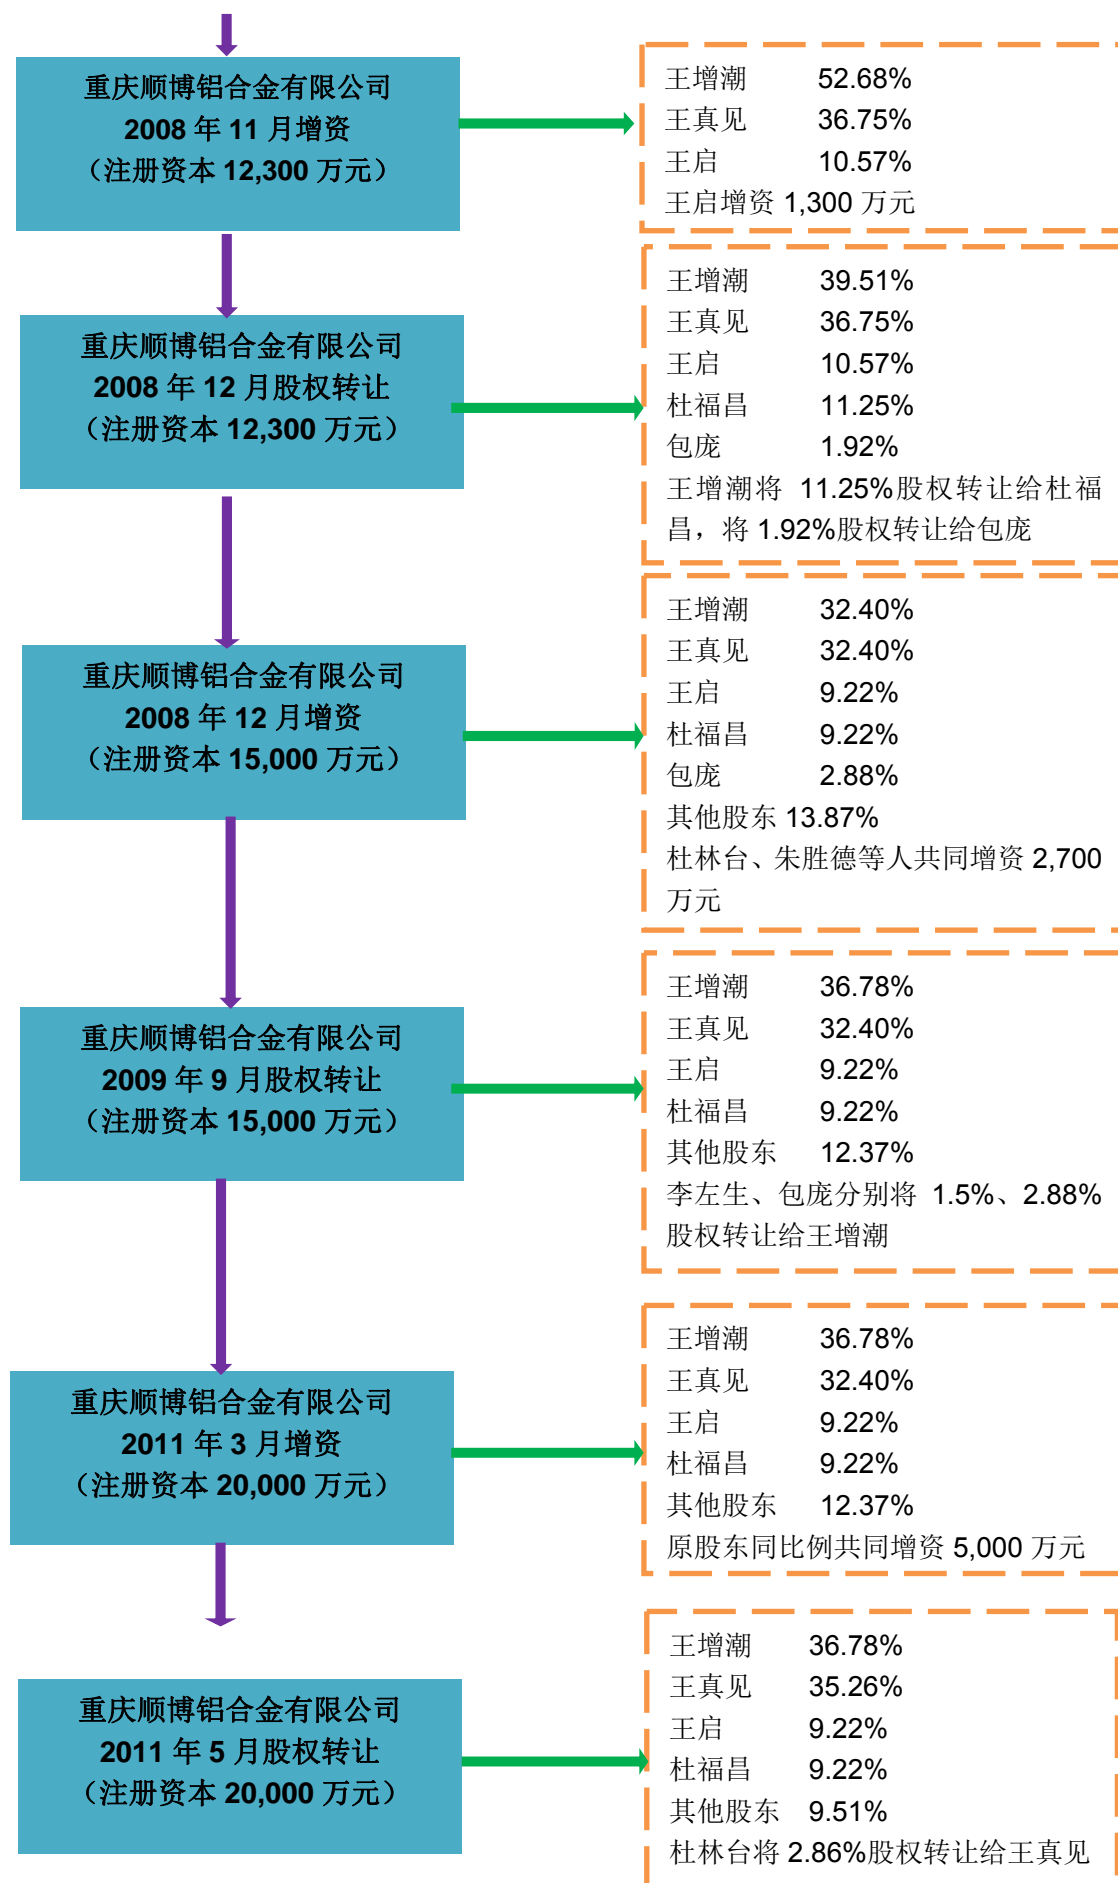 重庆顺博铝合金有限公司
2008 年 11 月增资
（注册资本 12,300 万元）
王增潮 52.68%
王真见 36.75%
王启 10.57%
王启增资 1,300 万元
重庆顺博铝合金有限公司
2008 年 12 月股权转让
（注册资本 12,300 万元）
王增潮 39.51%
王真见 36.75%
王启 10.57%
杜福昌 11.25%
包庞 1.92%
王增潮将 11.25%股权转让给杜福
昌，将 1.92%股权转让给包庞
重庆顺博铝合金有限公司
2008 年 12 月增资
（注册资本 15,000 万元）
王增潮 32.40%
王真见 32.40%
王启 9.22%
杜福昌 9.22%
包庞 2.88%
其他股东 13.87%
杜林台、朱胜德等人共同增资 2,700
万元
重庆顺博铝合金有限公司
2009 年 9 月股权转让
（注册资本 15,000 万元）
王增潮 36.78%
王真见 32.40%
王启 9.22%
杜福昌 9.22%
其他股东 12.37%
李左生、包庞分别将 1.5%、2.88%
股权转让给王增潮
重庆顺博铝合金有限公司
2011 年 3 月增资
（注册资本 20,000 万元）
王增潮 36.78%
王真见 32.40%
王启 9.22%
杜福昌 9.22%
其他股东 12.37%
原股东同比例共同增资 5,000 万元
重庆顺博铝合金有限公司
2011 年 5 月股权转让
（注册资本 20,000 万元）
王增潮 36.78%
王真见 35.26%
王启 9.22%
杜福昌 9.22%
其他股东 9.51%
杜林台将 2.86%股权转让给王真见